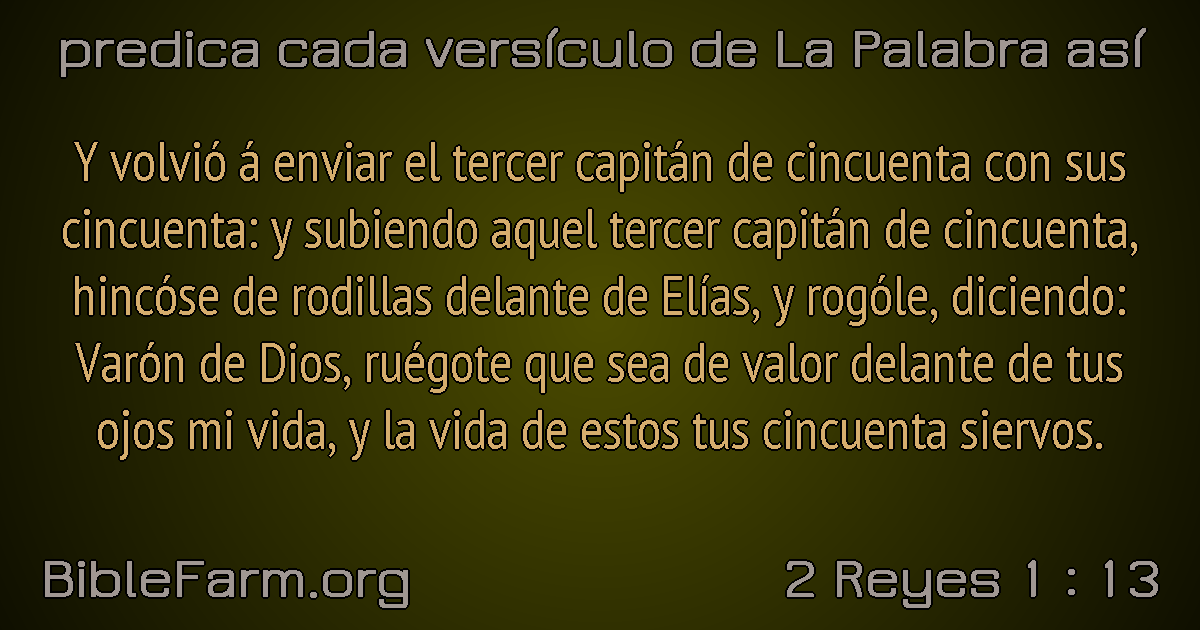 predica cada versículo de La Palabra así
Y volvió á enviar el tercer capitán de cincuenta con sus
cincuenta: y subiendo aquel tercer capitán de cincuenta,
hincóse de rodillas delante de Elías, y rogóle, diciendo:
Varón de Dios, ruégote que sea de valor delante de tus
ojos mi vida, y la vida de estos tus cincuenta siervos.
BibleFarm.org
2 Reyes 1 : 13